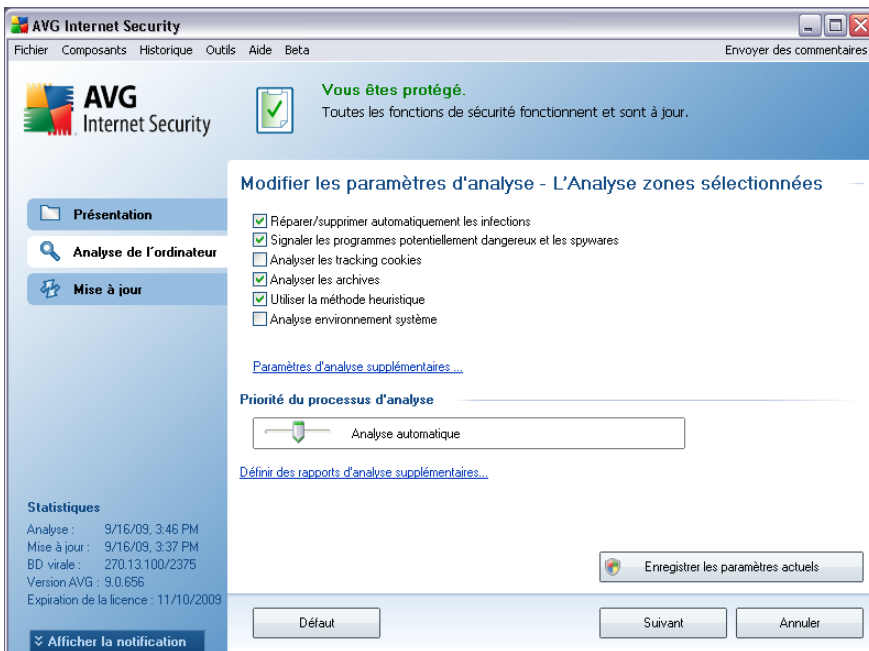 AVG Internet Security
Fichier Composants Historique Outils Aide Beta Envoyer des commentaires
AVG
Internet Security
Vous êtes protégé.
Toutes les fonctions de sécurité fonctionnent et sont à jour.
Présentation
Analyse de l'ordinateur
Mise à jour
Modifier les paramètres d'analyse - L'Analyse zones sélectionnées
Réparer/supprimer automatiquement les infections
Signaler les programmes potentiellement dangereux et les spywares
Analyser les tracking cookies
Analyser les archives
Utiliser la méthode heuristique
Analyse environnement système
Paramètres d'analyse supplémentaires ...
Priorité du processus d'analyse
Analyse automatique
Définir des rapports d'analyse supplémentaires...
Statistiques
Analyse : 9/16/09, 3:46 PM
Mise à jour : 9/16/09, 3:37 PM
BD virale : 270.13.100/2375
Version AVG : 9.0.656
Expiration de la licence : 11/10/2009
Afficher la notification
Enregistrer les paramètres actuels
Défaut Suivant Annuler